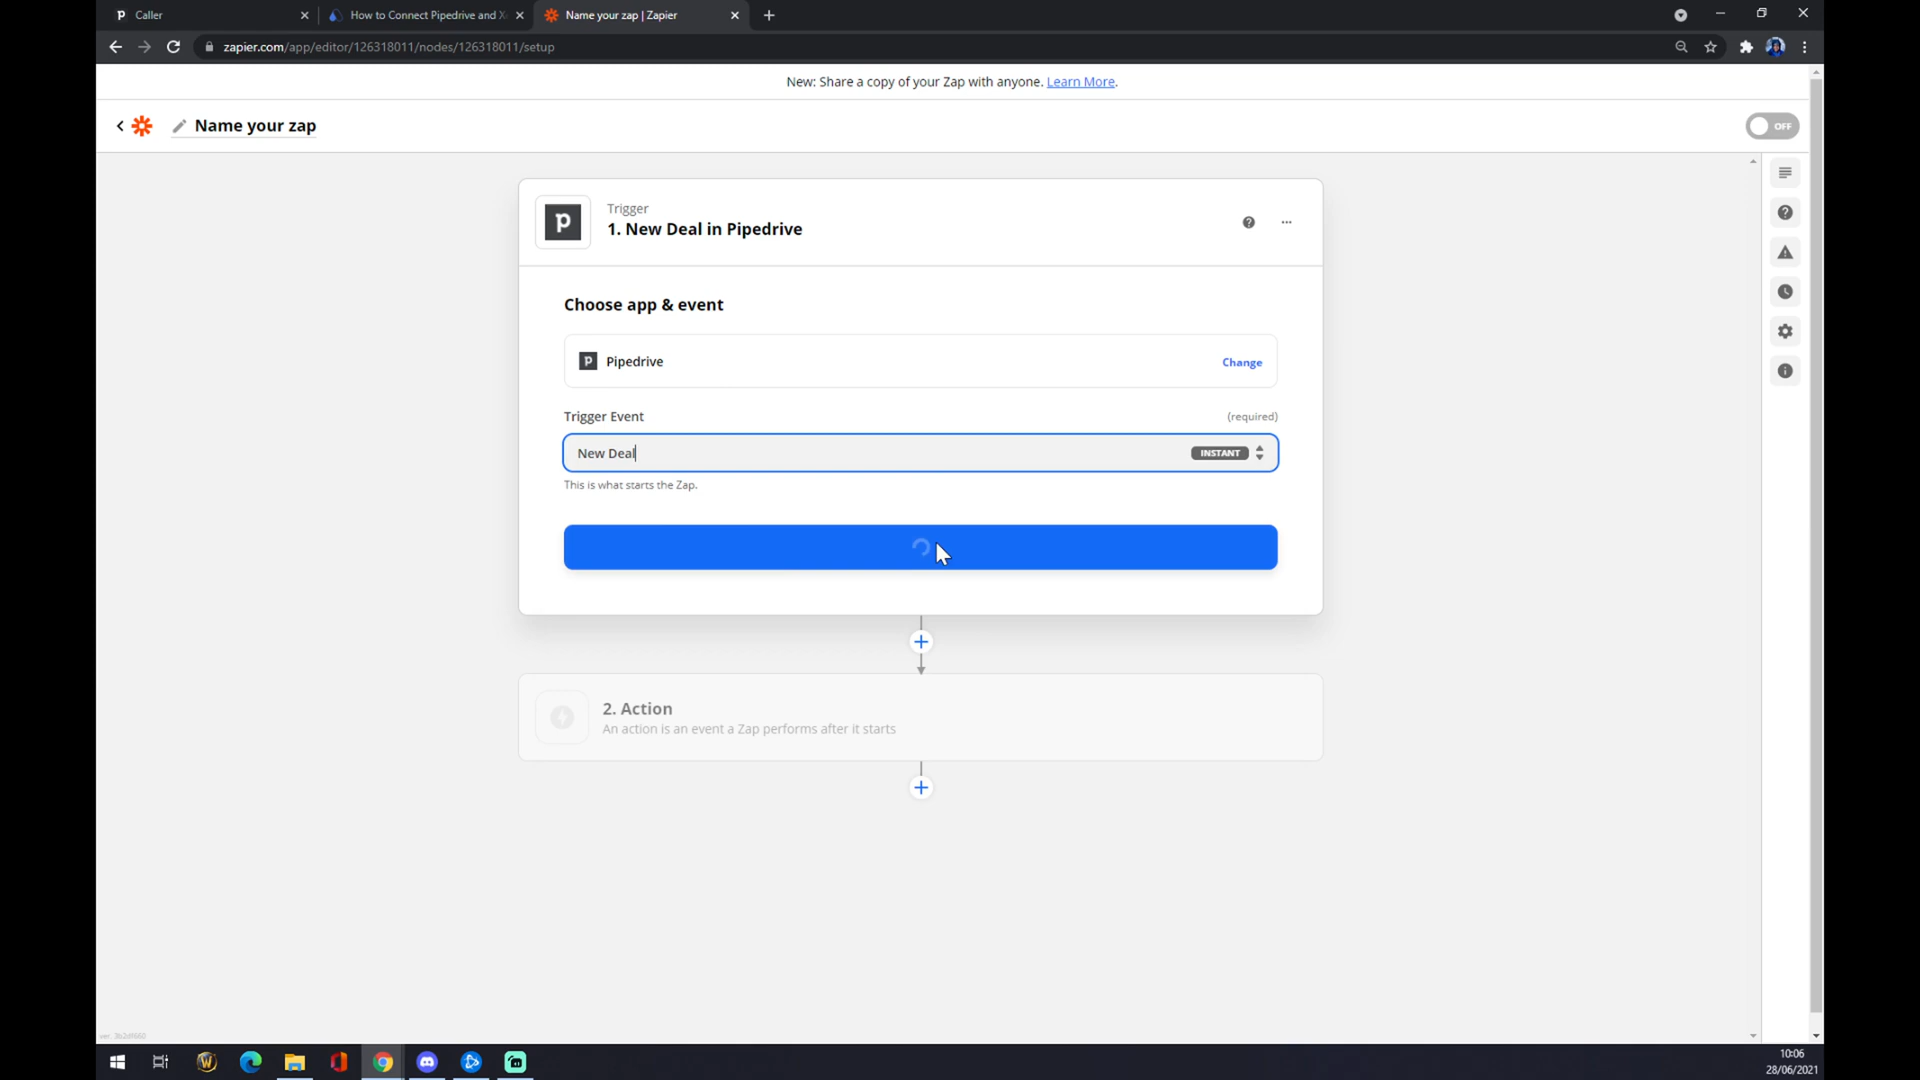 Caller
How to Connect Pipedrive and X
Name your zap | Zapier
zapier.com/app/editor/126318011/nodes/126318011/setup
New: Share a copy of your Zap with anyone. Learn More.
Name your zap
OFF
Trigger
1. New Deal in Pipedrive
Choose app & event
Pipedrive
Change
Trigger Event
(required)
New Deal
INSTANT
This is what starts the Zap.
2. Action
An action is an event a Zap performs after it starts
10:06
28/06/2021